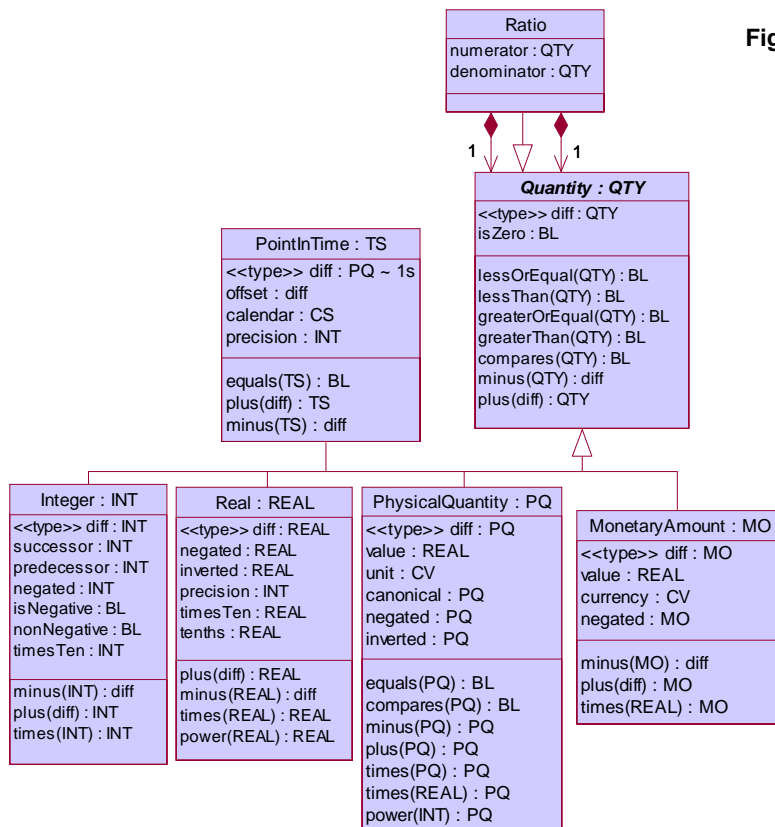 Ratio
numerator : QTY
denominator : QTY
Fig
1
1
Quantity : QTY
<<type>> diff : QTY
isZero : BL
lessOrEqual(QTY) : BL
lessThan(QTY) : BL
greaterOrEqual(QTY) : BL
greaterThan(QTY) : BL
compares(QTY) : BL
minus(QTY) : diff
plus(diff) : QTY
PointInTime : TS
<<type>> diff : PQ ~ 1s
offset : diff
calendar : CS
precision : INT
equals(TS) : BL
plus(diff) : TS
minus(TS) : diff
Integer : INT
<<type>> diff : INT
successor : INT
predecessor : INT
negated : INT
isNegative : BL
nonNegative : BL
timesTen : INT
minus(INT) : diff
plus(diff) : INT
times(INT) : INT
Real : REAL
<<type>> diff : REAL
negated : REAL
inverted : REAL
precision : INT
timesTen : REAL
tenths : REAL
plus(diff) : REAL
minus(REAL) : diff
times(REAL) : REAL
power(REAL) : REAL
PhysicalQuantity : PQ
<<type>> diff : PQ
value : REAL
unit : CV
canonical : PQ
negated : PQ
inverted : PQ
equals(PQ) : BL
compares(PQ) : BL
minus(PQ) : PQ
plus(PQ) : PQ
times(PQ) : PQ
times(REAL) : PQ
power(INT) : PQ
MonetaryAmount : MO
<<type>> diff : MO
value : REAL
currency : CV
negated : MO
minus(MO) : diff
plus(diff) : MO
times(REAL) : MO